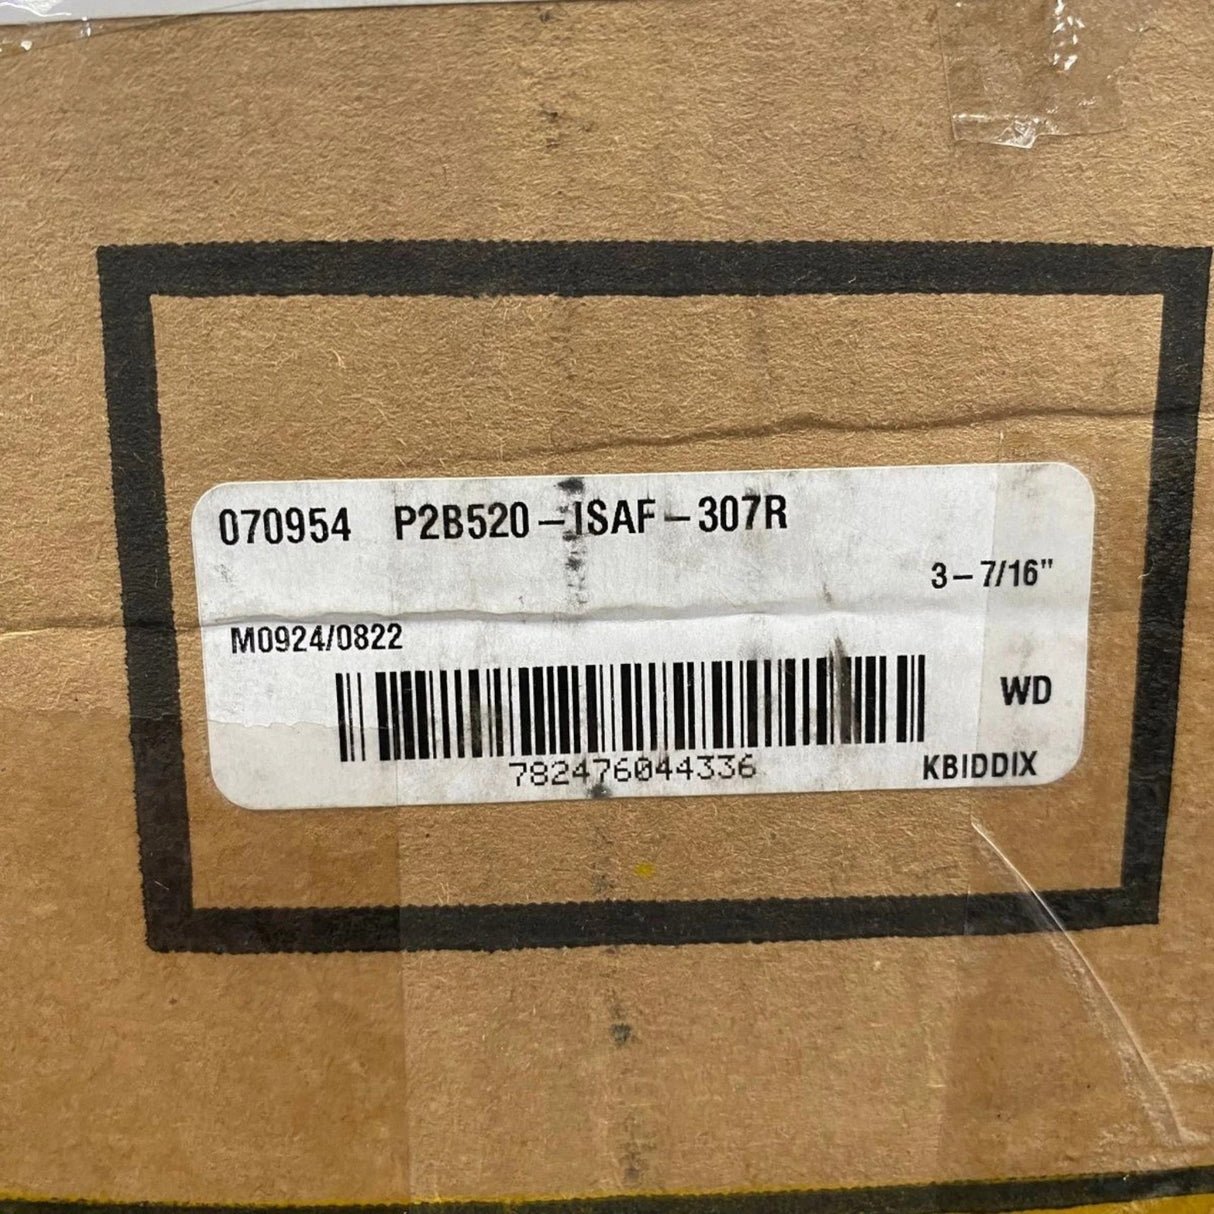 070954 P2B520-ISAF-307R
3-7/16"
M0924/0822
WD
782476044336
KBIDDIX